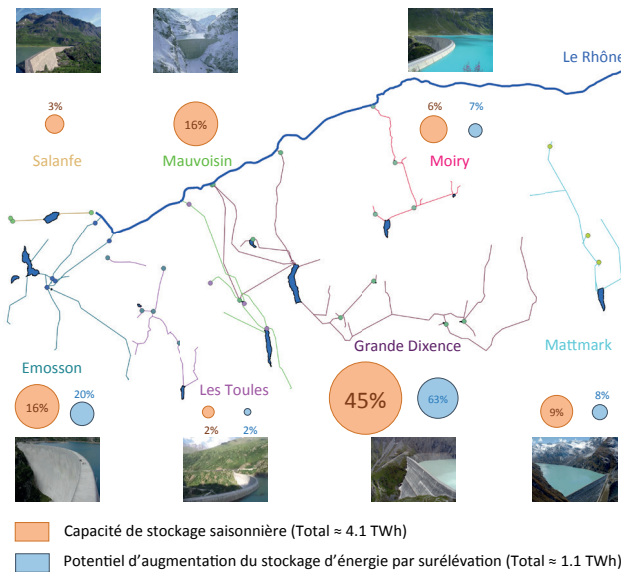 Le Rhône
3%
16%
6%
7%
Salanfe
Mauvoisin
Moiry
Emosson
Les Toules
Grande Dixence
Mattmark
16%
20%
2%
2%
45%
63%
9%
8%
Capacité de stockage saisonnière (Total ≈ 4.1 TWh)
Potentiel d'augmentation du stockage d'énergie par surélévation (Total ≈ 1.1 TWh)